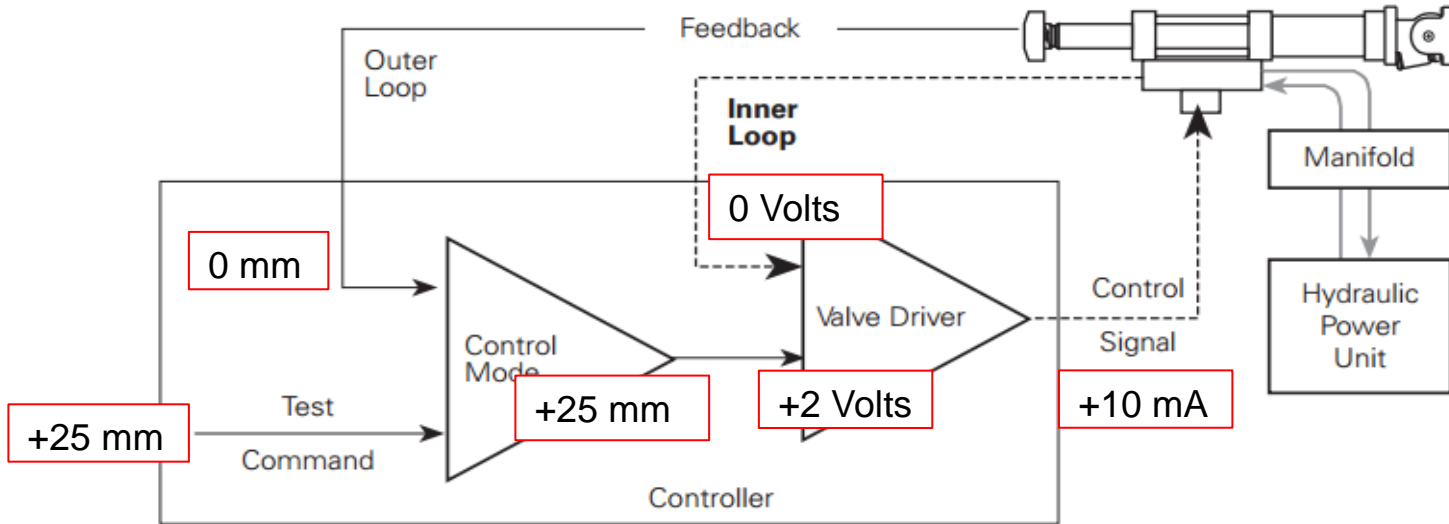 Feedback
Outer
Loop
Inner
Loop
Manifold
0 Volts
0 mm
Control
Signal
Hydraulic
Power
Unit
Valve Driver
Control
Mode
+25 mm
+2 Volts
+10 mA
Test
Command
+25 mm
Controller